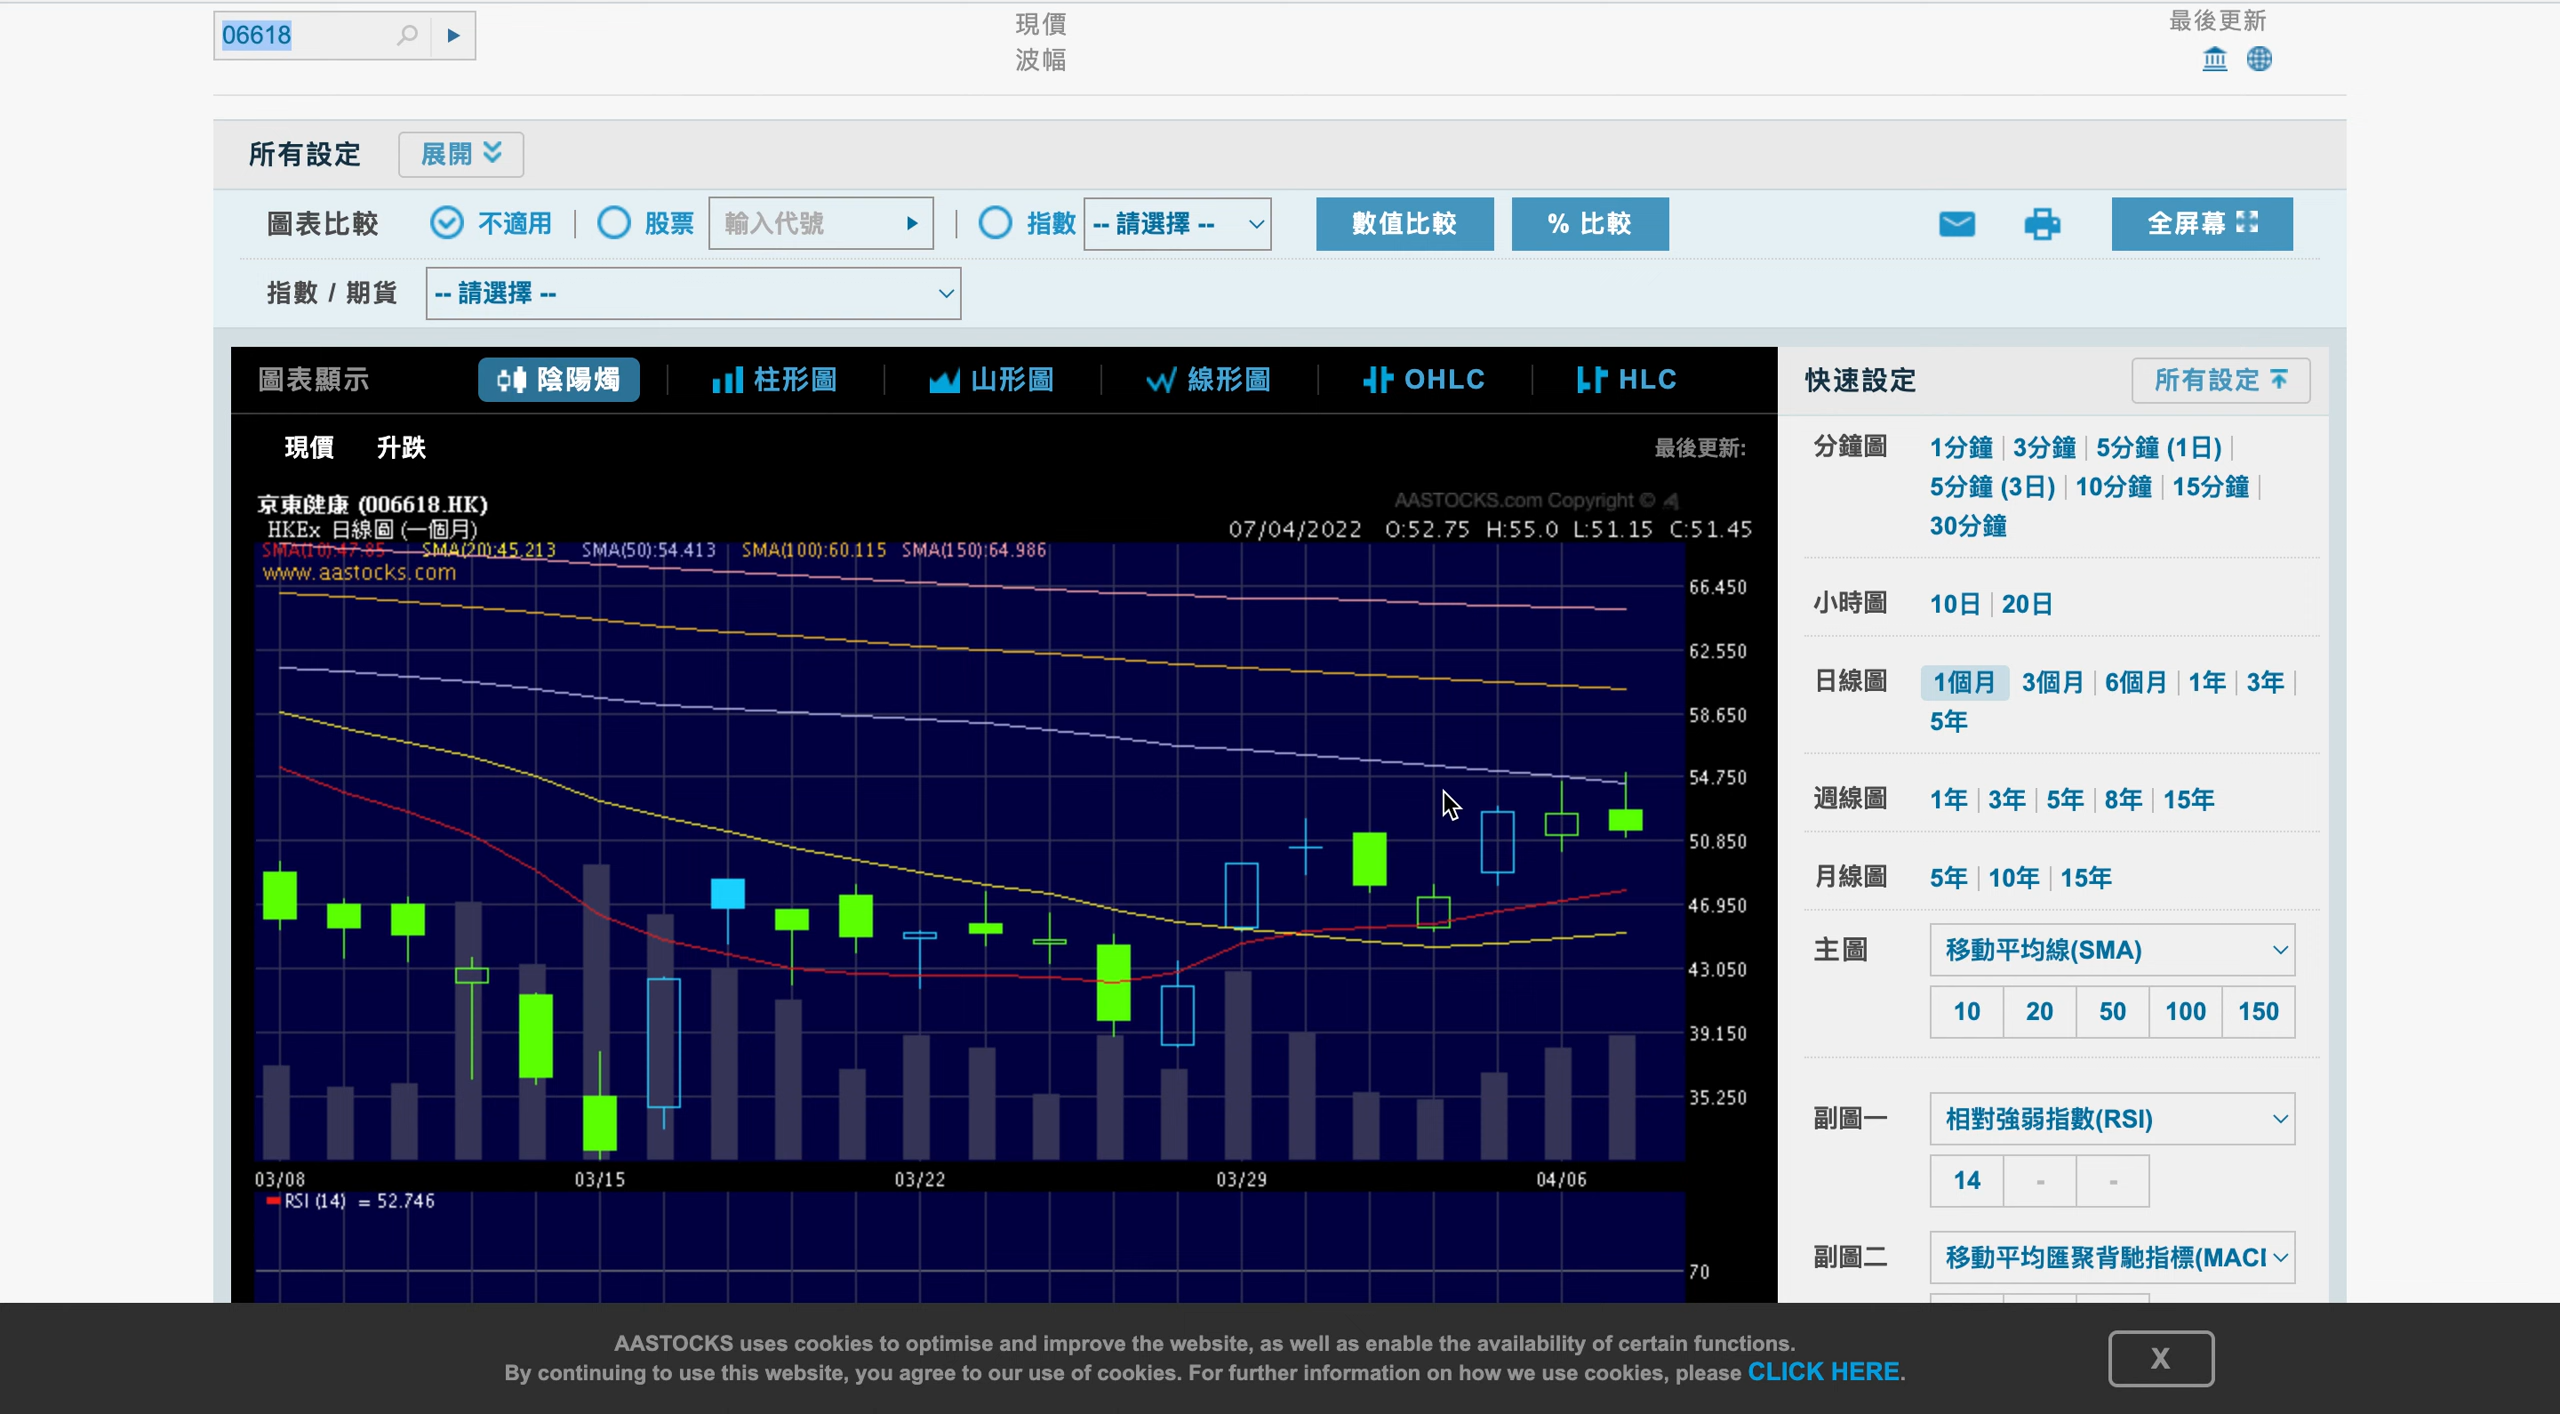 06618
現價
波幅
最後更新
所有設定 展開
圖表比較 不適用 股票 輸入代號 指數 -- 請選擇 -- 數值比較 % 比較 全屏幕
指數 / 期貨 -- 請選擇 --
圖表顯示 陰陽燭 柱形圖 山形圖 線形圖 OHLC HLC
現價 升跌 最後更新:
京東健康 (006618.HK) AASTOCKS.com Copyright ©
HKEx 日線圖 (一個月) 07/04/2022 O:52.75 H:55.0 L:51.15 C:51.45
SMA(10):47.85 SMA(20):45.213 SMA(50):54.413 SMA(100):60.115 SMA(150):64.986
www.aastocks.com
66.450
62.550
58.650
54.750
50.850
46.950
43.050
39.150
35.250
03/08 03/15 03/22 03/29 04/06
RSI (14) = 52.746
70
快速設定 所有設定
分鐘圖 1分鐘 3分鐘 5分鐘 (1日)
5分鐘 (3日) 10分鐘 15分鐘
30分鐘
小時圖 10日 20日
日線圖 1個月 3個月 6個月 1年 3年
5年
週線圖 1年 3年 5年 8年 15年
月線圖 5年 10年 15年
主圖 移動平均線(SMA)
10 20 50 100 150
副圖一 相對強弱指數(RSI)
14 - -
副圖二 移動平均匯聚背馳指標(MACI
AASTOCKS uses cookies to optimise and improve the website, as well as enable the availability of certain functions.
By continuing to use this website, you agree to our use of cookies. For further information on how we use cookies, please CLICK HERE.
X